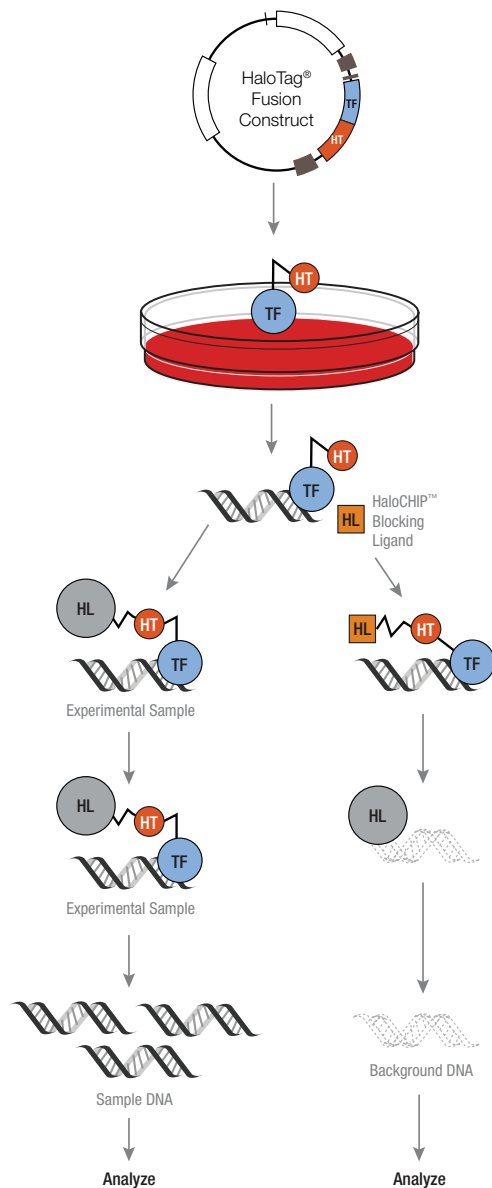 HaloTag®
Fusion
Construct
TF
HT
HT
TF
HT
TF
HL
HaloCHIP™
Blocking
Ligand
HL
HT
TF
Experimental Sample
HL
HT
TF
HL
HT
TF
Experimental Sample
HL
Sample DNA
Background DNA
Analyze
Analyze